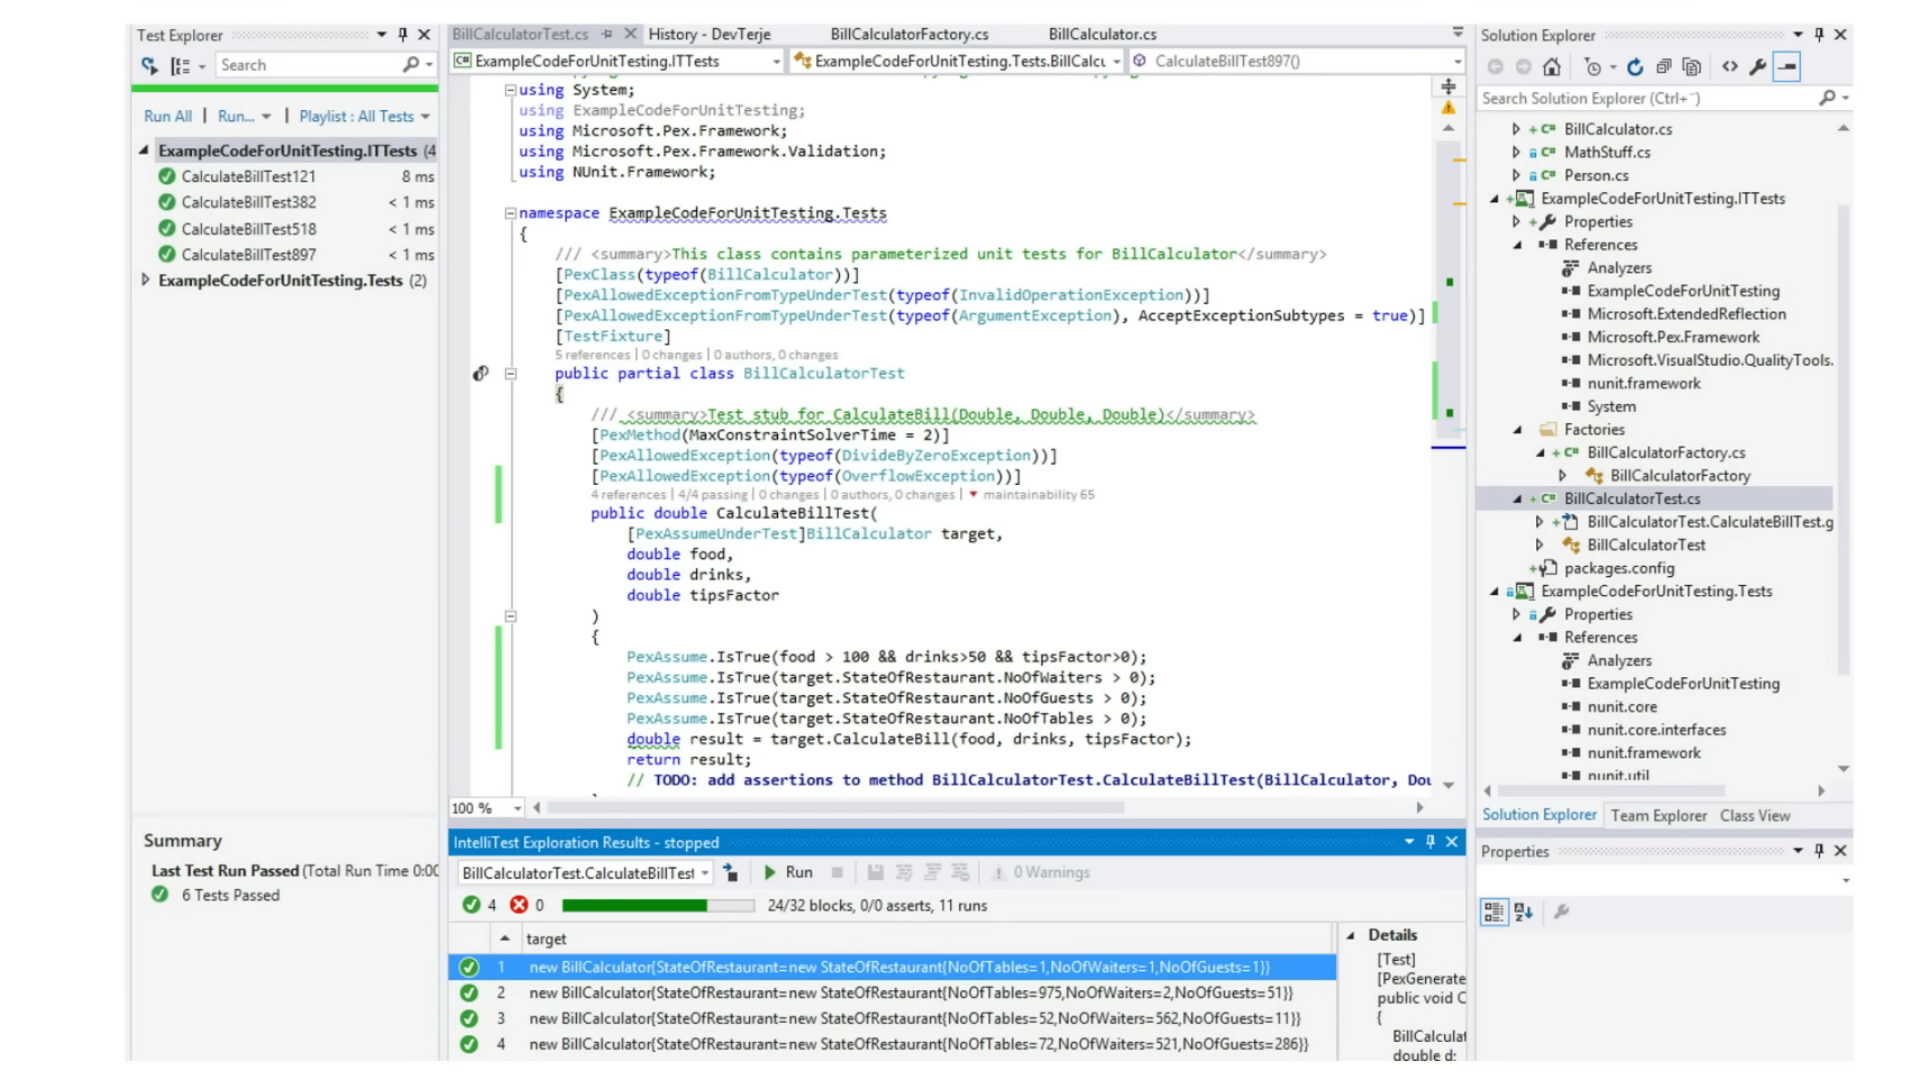 Test Explorer
Search
Run All | Run... | Playlist : All Tests
ExampleCodeForUnitTesting.ITTests (4
CalculateBillTest121 8 ms
CalculateBillTest382 < 1 ms
CalculateBillTest518 < 1 ms
CalculateBillTest897 < 1 ms
ExampleCodeForUnitTesting.Tests (2)
Summary
Last Test Run Passed (Total Run Time 0:00
6 Tests Passed
BillCalculatorTest.cs History - DevTerje BillCalculatorFactory.cs BillCalculator.cs
C# ExampleCodeForUnitTesting.ITTests ExampleCodeForUnitTesting.Tests.BillCalcu CalculateBillTest897()
using System;
using ExampleCodeForUnitTesting;
using Microsoft.Pex.Framework;
using Microsoft.Pex.Framework.Validation;
using NUnit.Framework;
namespace ExampleCodeForUnitTesting.Tests
{
/// <summary>This class contains parameterized unit tests for BillCalculator</summary>
[PexClass(typeof(BillCalculator))]
[PexAllowedExceptionFromTypeUnderTest(typeof(InvalidOperationException))]
[PexAllowedExceptionFromTypeUnderTest(typeof(ArgumentException), AcceptExceptionSubtypes = true)]
[TestFixture]
5 references | 0 changes | 0 authors, 0 changes
public partial class BillCalculatorTest
{
/// <summary>Test stub for CalculateBill(Double, Double, Double)</summary>
[PexMethod(MaxConstraintSolverTime = 2)]
[PexAllowedException(typeof(DivideByZeroException))]
[PexAllowedException(typeof(OverflowException))]
4 references | 4/4 passing | 0 changes | 0 authors, 0 changes | maintainability 65
public double CalculateBillTest(
[PexAssumeUnderTest]BillCalculator target,
double food,
double drinks,
double tipsFactor
)
{
PexAssume.IsTrue(food > 100 && drinks>50 && tipsFactor>0);
PexAssume.IsTrue(target.StateOfRestaurant.NoOfWaiters > 0);
PexAssume.IsTrue(target.StateOfRestaurant.NoOfGuests > 0);
PexAssume.IsTrue(target.StateOfRestaurant.NoOfTables > 0);
double result = target.CalculateBill(food, drinks, tipsFactor);
return result;
// TODO: add assertions to method BillCalculatorTest.CalculateBillTest(BillCalculator, Dou
100 %
IntelliTest Exploration Results - stopped
BillCalculatorTest.CalculateBillTest Run 0 Warnings
4 0 24/32 blocks, 0/0 asserts, 11 runs
target
1 new BillCalculator{StateOfRestaurant=new StateOfRestaurant{NoOfTables=1,NoOfWaiters=1,NoOfGuests=1}}
2 new BillCalculator{StateOfRestaurant=new StateOfRestaurant{NoOfTables=975,NoOfWaiters=2,NoOfGuests=51}}
3 new BillCalculator{StateOfRestaurant=new StateOfRestaurant{NoOfTables=52,NoOfWaiters=562,NoOfGuests=11}}
4 new BillCalculator{StateOfRestaurant=new StateOfRestaurant{NoOfTables=72,NoOfWaiters=521,NoOfGuests=286}}
Details
[Test]
[PexGenerate
public void C
{
BillCalculat
double d;
Solution Explorer
Search Solution Explorer (Ctrl+¨)
C# BillCalculator.cs
C# MathStuff.cs
C# Person.cs
ExampleCodeForUnitTesting.ITTests
Properties
References
Analyzers
ExampleCodeForUnitTesting
Microsoft.ExtendedReflection
Microsoft.Pex.Framework
Microsoft.VisualStudio.QualityTools.
nunit.framework
System
Factories
C# BillCalculatorFactory.cs
BillCalculatorFactory
C# BillCalculatorTest.cs
BillCalculatorTest.CalculateBillTest.g
BillCalculatorTest
packages.config
ExampleCodeForUnitTesting.Tests
Properties
References
Analyzers
ExampleCodeForUnitTesting
nunit.core
nunit.core.interfaces
nunit.framework
nunit.util
Solution Explorer Team Explorer Class View
Properties